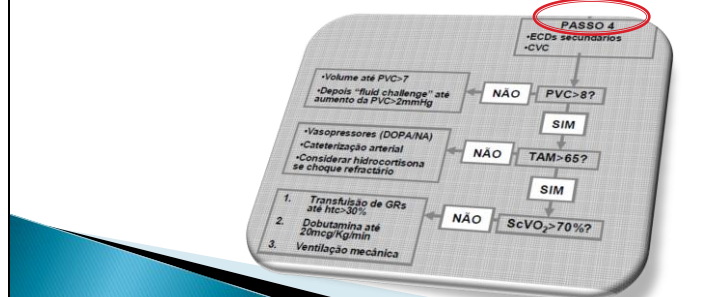 PASSO 4
•ECDs secundários
•CVC
•Volume até PVC>7
•Depois "fluid challenge" até
aumento da PVC>2mmHg
NÃO
PVC>8?
SIM
•Vasopressores (DOPA/NA)
•Cateterização arterial
•Considerar hidrocortisona
se choque refractário
NÃO
TAM>65?
SIM
1. Transfuisão de GRs
até htc>30%
2. Dobutamina até
20mcg/Kg/min
3. Ventilação mecânica
NÃO
ScVO₂>70%?